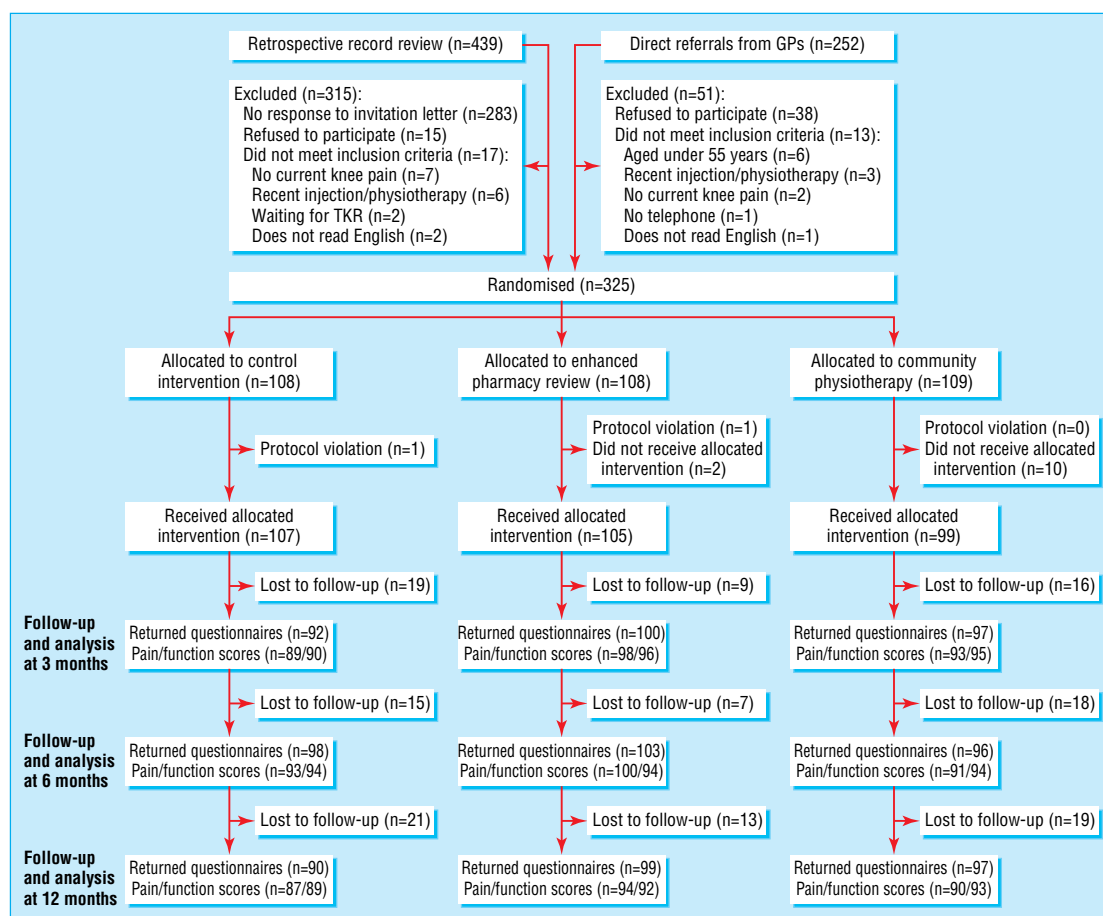 Retrospective record review (n=439)
Direct referrals from GPs (n=252)
Excluded (n=315):
No response to invitation letter (n=283)
Refused to participate (n=15)
Did not meet inclusion criteria (n=17):
No current knee pain (n=7)
Recent injection/physiotherapy (n=6)
Waiting for TKR (n=2)
Does not read English (n=2)
Excluded (n=51):
Refused to participate (n=38)
Did not meet inclusion criteria (n=13):
Aged under 55 years (n=6)
Recent injection/physiotherapy (n=3)
No current knee pain (n=2)
No telephone (n=1)
Does not read English (n=1)
Randomised (n=325)
Allocated to control
intervention (n=108)
Allocated to enhanced
pharmacy review (n=108)
Allocated to community
physiotherapy (n=109)
Protocol violation (n=1)
Protocol violation (n=1)
Did not receive allocated
intervention (n=2)
Protocol violation (n=0)
Did not receive allocated
intervention (n=10)
Received allocated
intervention (n=107)
Received allocated
intervention (n=105)
Received allocated
intervention (n=99)
Lost to follow-up (n=19)
Lost to follow-up (n=9)
Lost to follow-up (n=16)
Follow-up
and analysis
at 3 months
Returned questionnaires (n=92)
Pain/function scores (n=89/90)
Returned questionnaires (n=100)
Pain/function scores (n=98/96)
Returned questionnaires (n=97)
Pain/function scores (n=93/95)
Lost to follow-up (n=15)
Lost to follow-up (n=7)
Lost to follow-up (n=18)
Follow-up
and analysis
at 6 months
Returned questionnaires (n=98)
Pain/function scores (n=93/94)
Returned questionnaires (n=103)
Pain/function scores (n=100/94)
Returned questionnaires (n=96)
Pain/function scores (n=91/94)
Lost to follow-up (n=21)
Lost to follow-up (n=13)
Lost to follow-up (n=19)
Follow-up
and analysis
at 12 months
Returned questionnaires (n=90)
Pain/function scores (n=87/89)
Returned questionnaires (n=99)
Pain/function scores (n=94/92)
Returned questionnaires (n=97)
Pain/function scores (n=90/93)